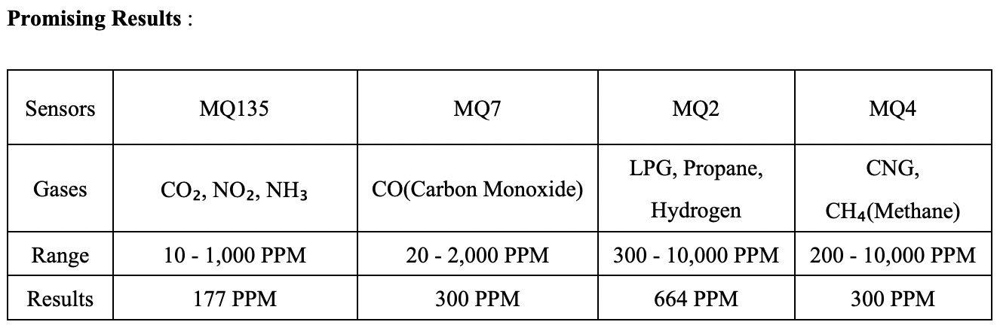 Promising Results :
Sensors MQ135 MQ7 MQ2 MQ4
Gases CO₂, NO₂, NH₃ CO(Carbon Monoxide) LPG, Propane, Hydrogen CNG, CH₄(Methane)
Range 10 - 1,000 PPM 20 - 2,000 PPM 300 - 10,000 PPM 200 - 10,000 PPM
Results 177 PPM 300 PPM 664 PPM 300 PPM